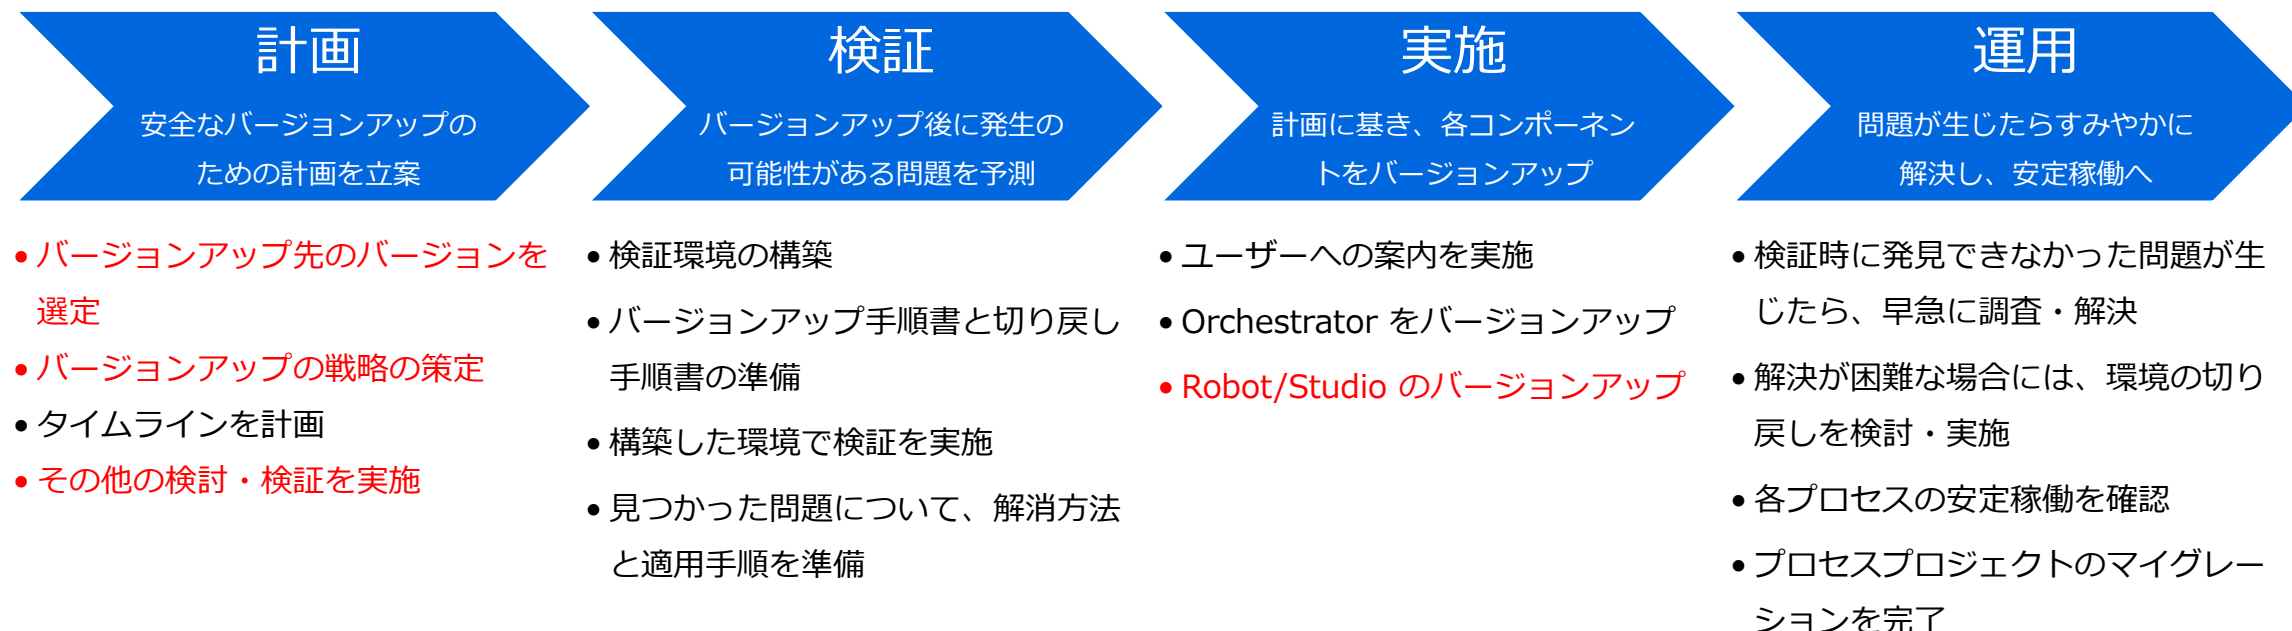 計画
安全なバージョンアップの
ための計画を立案
• バージョンアップ先のバージョンを
選定
• バージョンアップの戦略の策定
• タイムラインを計画
• その他の検討・検証を実施
検証
バージョンアップ後に発生の
可能性がある問題を予測
• 検証環境の構築
• バージョンアップ手順書と切り戻し
手順書の準備
• 構築した環境で検証を実施
• 見つかった問題について、解消方法
と適用手順を準備
実施
計画に基き、各コンポーネン
トをバージョンアップ
• ユーザーへの案内を実施
• Orchestrator をバージョンアップ
• Robot/Studio のバージョンアップ
運用
問題が生じたらすみやかに
解決し、安定稼働へ
• 検証時に発見できなかった問題が生
じたら、早急に調査・解決
• 解決が困難な場合には、環境の切り
戻しを検討・実施
• 各プロセスの安定稼働を確認
• プロセスプロジェクトのマイグレー
ションを完了